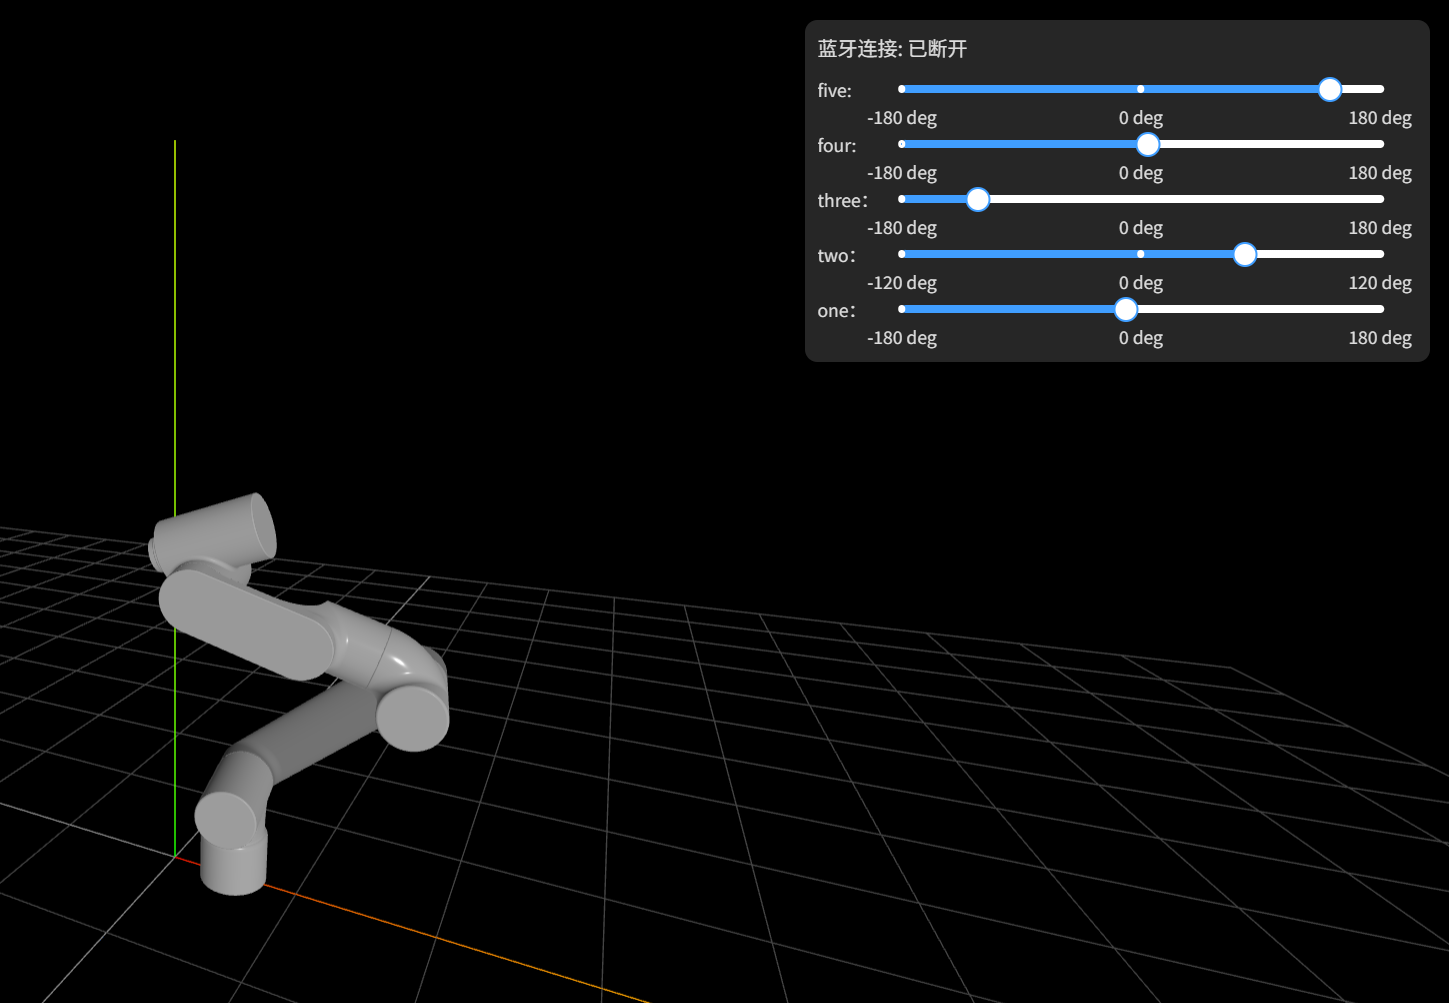 蓝牙连接: 已断开
five:
-180 deg 0 deg 180 deg
four:
-180 deg 0 deg 180 deg
three：
-180 deg 0 deg 180 deg
two：
-120 deg 0 deg 120 deg
one：
-180 deg 0 deg 180 deg